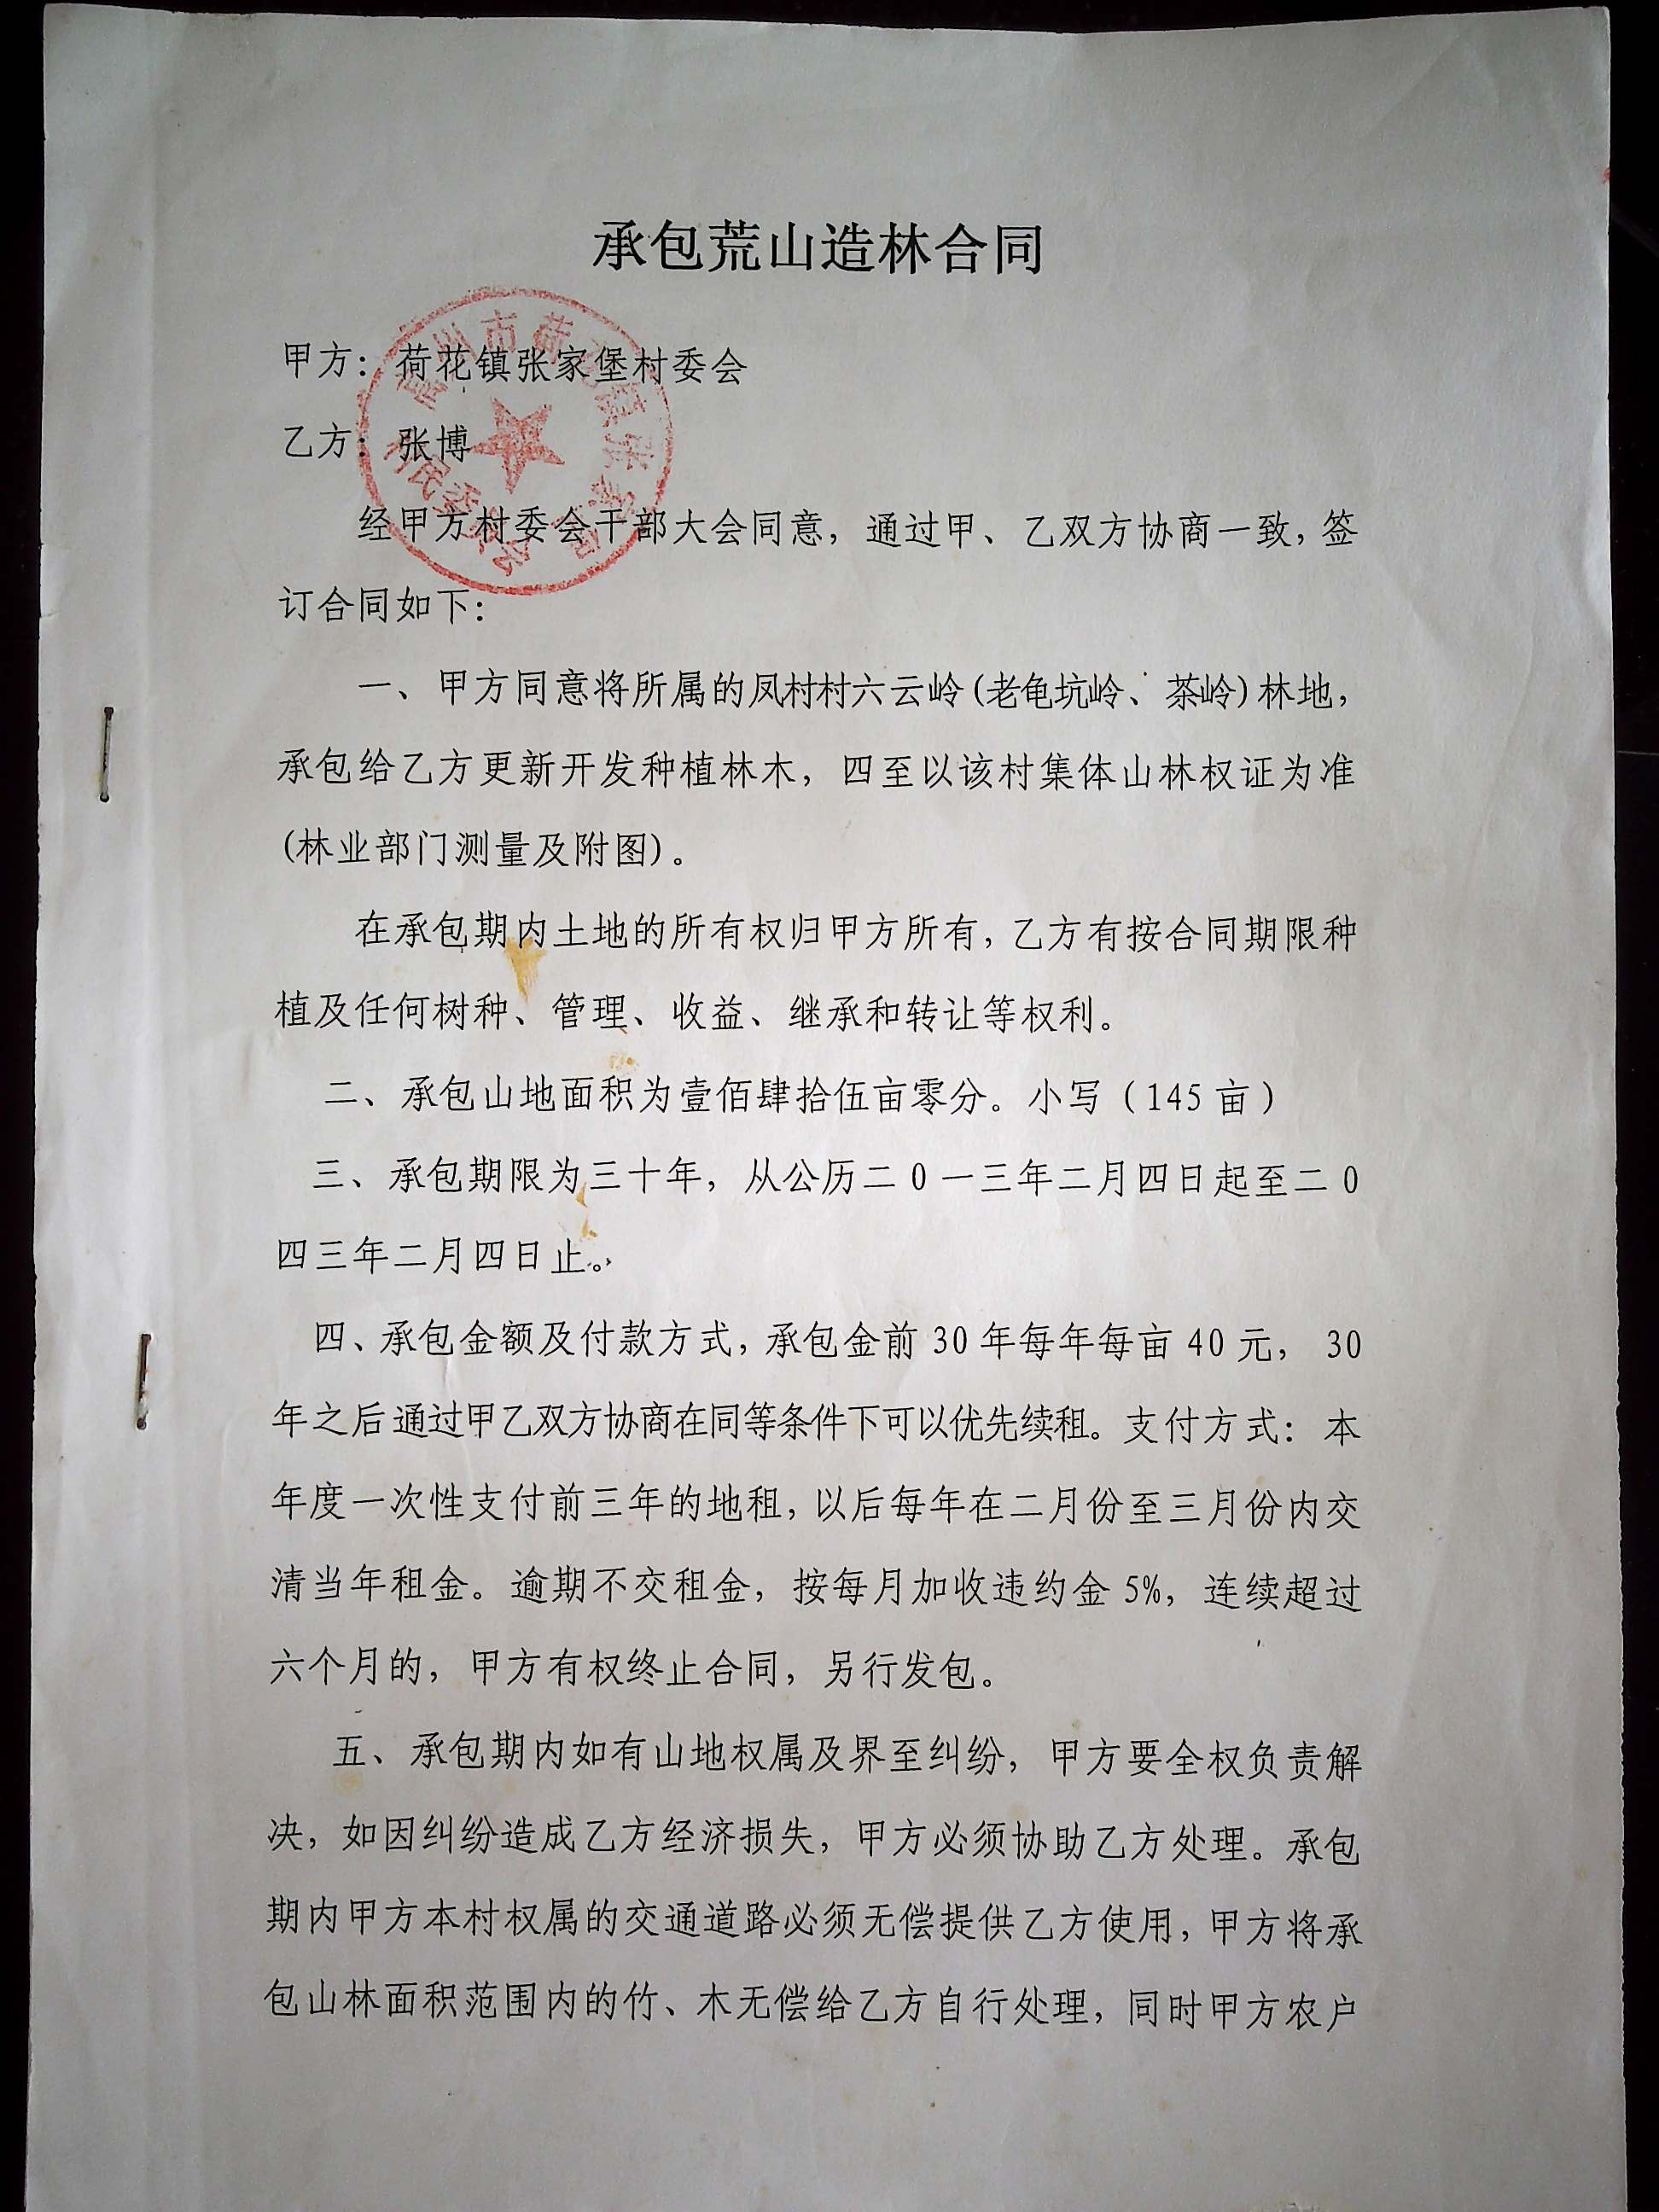 承包荒山造林合同
甲方：荷花镇张家堡村委会
乙方：张博
经甲方村委会干部大会同意，通过甲、乙双方协商一致，签
订合同如下：
一、甲方同意将所属的凤村村六云岭(老龟坑岭、茶岭)林地，
承包给乙方更新开发种植林木，四至以该村集体山林权证为准
(林业部门测量及附图)。
在承包期内土地的所有权归甲方所有，乙方有按合同期限种
植及任何树种、管理、收益、继承和转让等权利。
二、承包山地面积为壹佰肆拾伍亩零分。小写（145亩）
三、承包期限为三十年，从公历二0一三年二月四日起至二0
四三年二月四日止。
四、承包金额及付款方式，承包金前30年每年每亩40元，30
年之后通过甲乙双方协商在同等条件下可以优先续租。支付方式：本
年度一次性支付前三年的地租，以后每年在二月份至三月份内交
清当年租金。逾期不交租金，按每月加收违约金5%，连续超过
六个月的，甲方有权终止合同，另行发包。
五、承包期内如有山地权属及界至纠纷，甲方要全权负责解
决，如因纠纷造成乙方经济损失，甲方必须协助乙方处理。承包
期内甲方本村权属的交通道路必须无偿提供乙方使用，甲方将承
包山林面积范围内的竹、木无偿给乙方自行处理，同时甲方农户